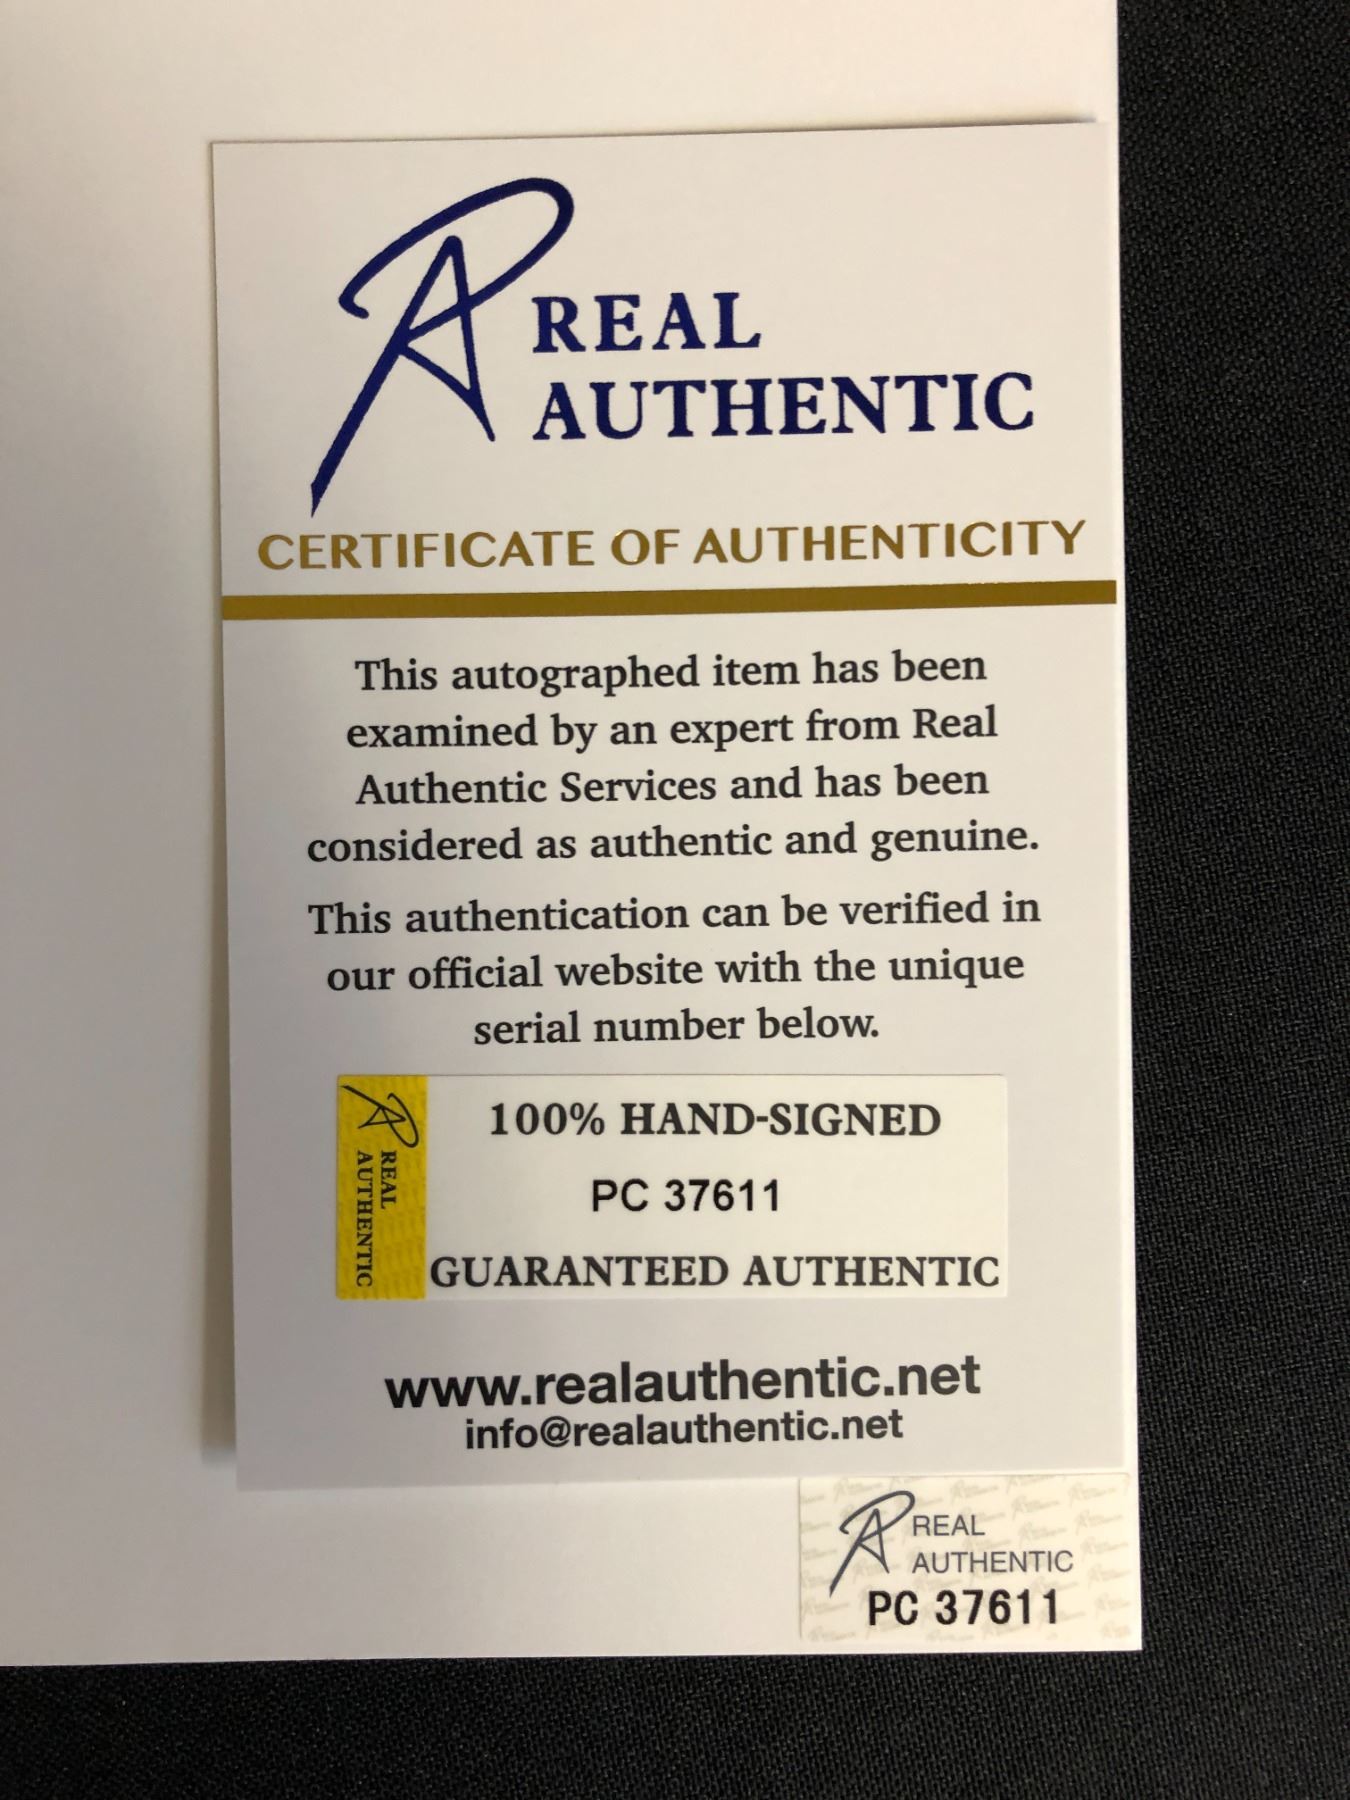 REAL
AUTHENTIC
CERTIFICATE OF AUTHENTICITY
This autographed item has been
examined by an expert from Real
Authentic Services and has been
considered as authentic and genuine.
This authentication can be verified in
our official website with the unique
serial number below.
REAL
AUTHENTIC
100% HAND-SIGNED
PC 37611
GUARANTEED AUTHENTIC
www.realauthentic.net
info@realauthentic.net
REAL
AUTHENTIC
PC 37611